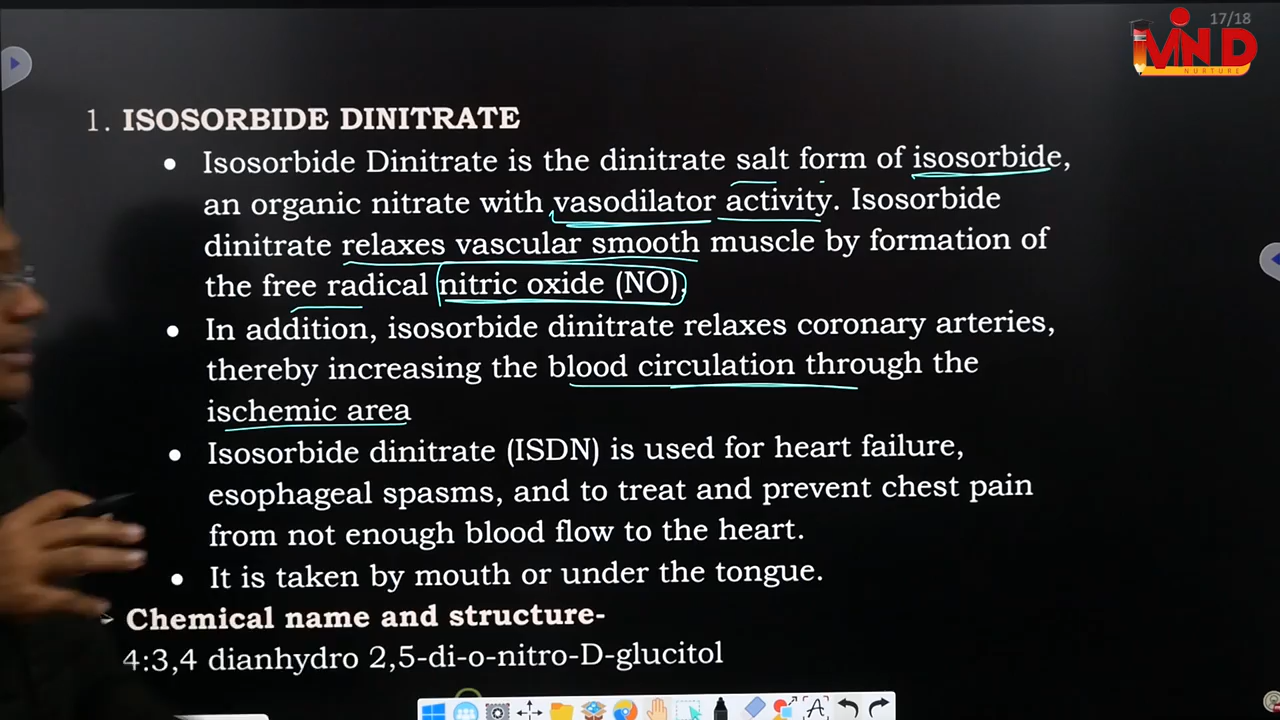 17/18
MIND
NURTURE
1. ISOSORBIDE DINITRATE
• Isosorbide Dinitrate is the dinitrate salt form of isosorbide,
an organic nitrate with vasodilator activity. Isosorbide
dinitrate relaxes vascular smooth muscle by formation of
the free radical nitric oxide (NO).
• In addition, isosorbide dinitrate relaxes coronary arteries,
thereby increasing the blood circulation through the
ischemic area
• Isosorbide dinitrate (ISDN) is used for heart failure,
esophageal spasms, and to treat and prevent chest pain
from not enough blood flow to the heart.
• It is taken by mouth or under the tongue.
➢ Chemical name and structure-
4:3,4 dianhydro 2,5-di-o-nitro-D-glucitol
A